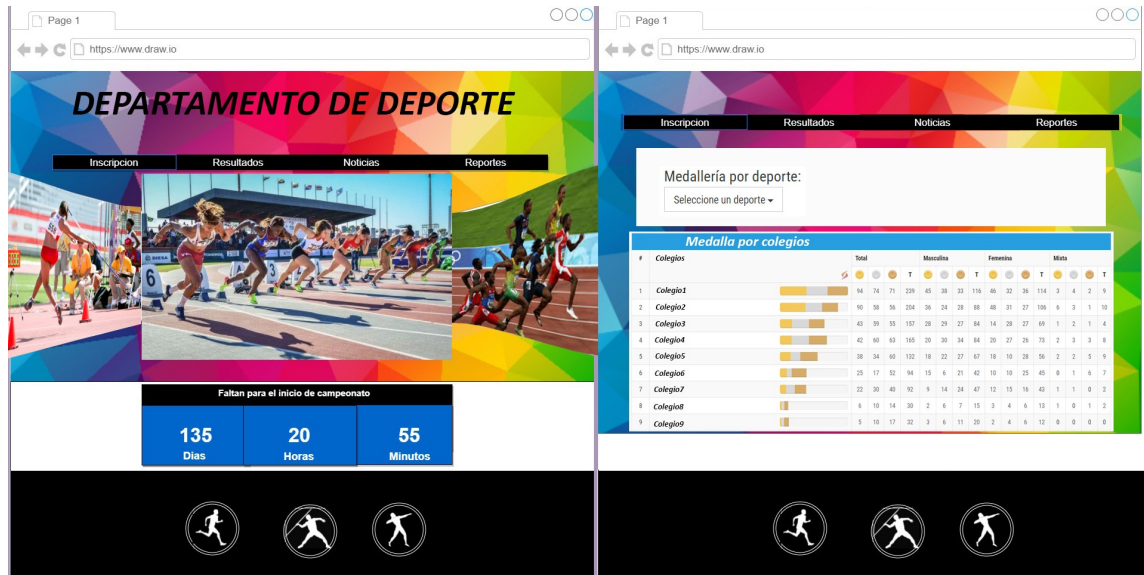 Page 1
https://www.draw.io
DEPARTAMENTO DE DEPORTE
Inscripcion Resultados Noticias Reportes
6
3
Faltan para el inicio de campeonato
135 20 55
Dias Horas Minutos
Page 1
https://www.draw.io
Inscripcion Resultados Noticias Reportes
Medallería por deporte:
Seleccione un deporte
Medalla por colegios
# Colegios Total Masculina Femenina Mixta
T T T T
1 Colegio1 94 74 71 239 45 38 33 116 46 32 36 114 3 4 2 9
2 Colegio2 90 58 56 204 36 24 28 88 48 31 27 106 6 3 1 10
3 Colegio3 43 59 55 157 28 29 27 84 14 28 27 69 1 2 1 4
4 Colegio4 42 60 63 165 20 30 34 84 20 27 26 73 2 3 3 8
5 Colegio5 38 34 60 132 18 22 27 67 18 10 28 56 2 2 5 9
6 Colegio6 25 17 52 94 15 6 21 42 10 10 25 45 0 1 6 7
7 Colegio7 22 30 40 92 9 14 24 47 12 15 16 43 1 1 0 2
8 Colegio8 6 10 14 30 2 6 7 15 3 4 6 13 1 0 1 2
9 Colegio9 5 10 17 32 3 6 11 20 2 4 6 12 0 0 0 0